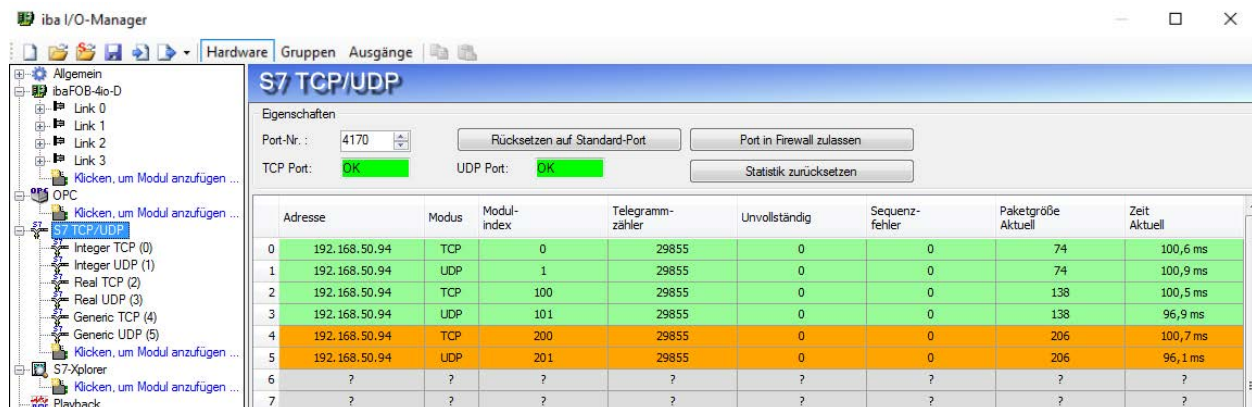 iba I/O-Manager
Hardware Gruppen Ausgänge
Allgemein
ibaFOB-4io-D
Link 0
Link 1
Link 2
Link 3
Klicken, um Modul anzufügen ...
OPC
Klicken, um Modul anzufügen ...
S7 TCP/UDP
Integer TCP (0)
Integer UDP (1)
Real TCP (2)
Real UDP (3)
Generic TCP (4)
Generic UDP (5)
Klicken, um Modul anzufügen ...
S7-Xplorer
Klicken, um Modul anzufügen ...
Playback
S7 TCP/UDP
Eigenschaften
Port-Nr. : 4170 Rücksetzen auf Standard-Port Port in Firewall zulassen
TCP Port: OK UDP Port: OK Statistik zurücksetzen
Adresse Modus Modul-index Telegramm-zähler Unvollständig Sequenz-fehler Paketgröße Aktuell Zeit Aktuell
0 192.168.50.94 TCP 0 29855 0 0 74 100,6 ms
1 192.168.50.94 UDP 1 29855 0 0 74 100,9 ms
2 192.168.50.94 TCP 100 29855 0 0 138 100,5 ms
3 192.168.50.94 UDP 101 29855 0 0 138 96,9 ms
4 192.168.50.94 TCP 200 29855 0 0 206 100,7 ms
5 192.168.50.94 UDP 201 29855 0 0 206 96,1 ms
6 ? ? ? ? ? ? ? ?
7 ? ? ? ? ? ? ? ?